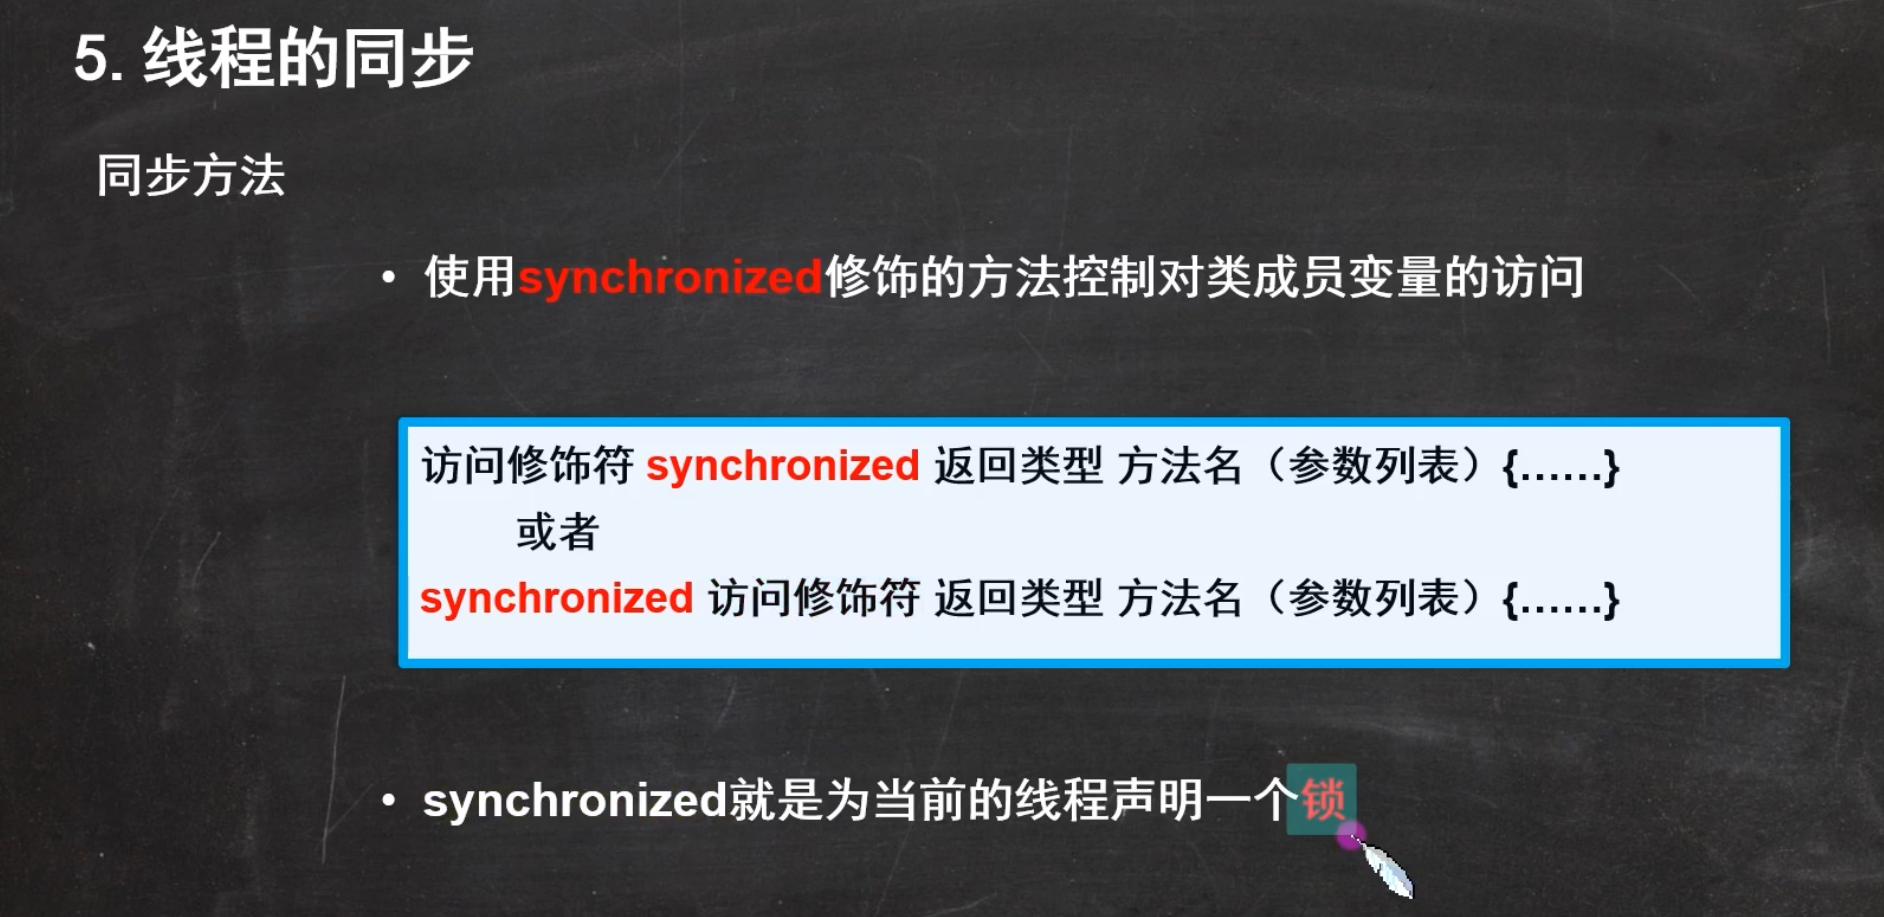 5. 线程的同步
同步方法
• 使用synchronized修饰的方法控制对类成员变量的访问
访问修饰符 synchronized 返回类型 方法名（参数列表）{……}
或者
synchronized 访问修饰符 返回类型 方法名（参数列表）{……}
• synchronized就是为当前的线程声明一个锁